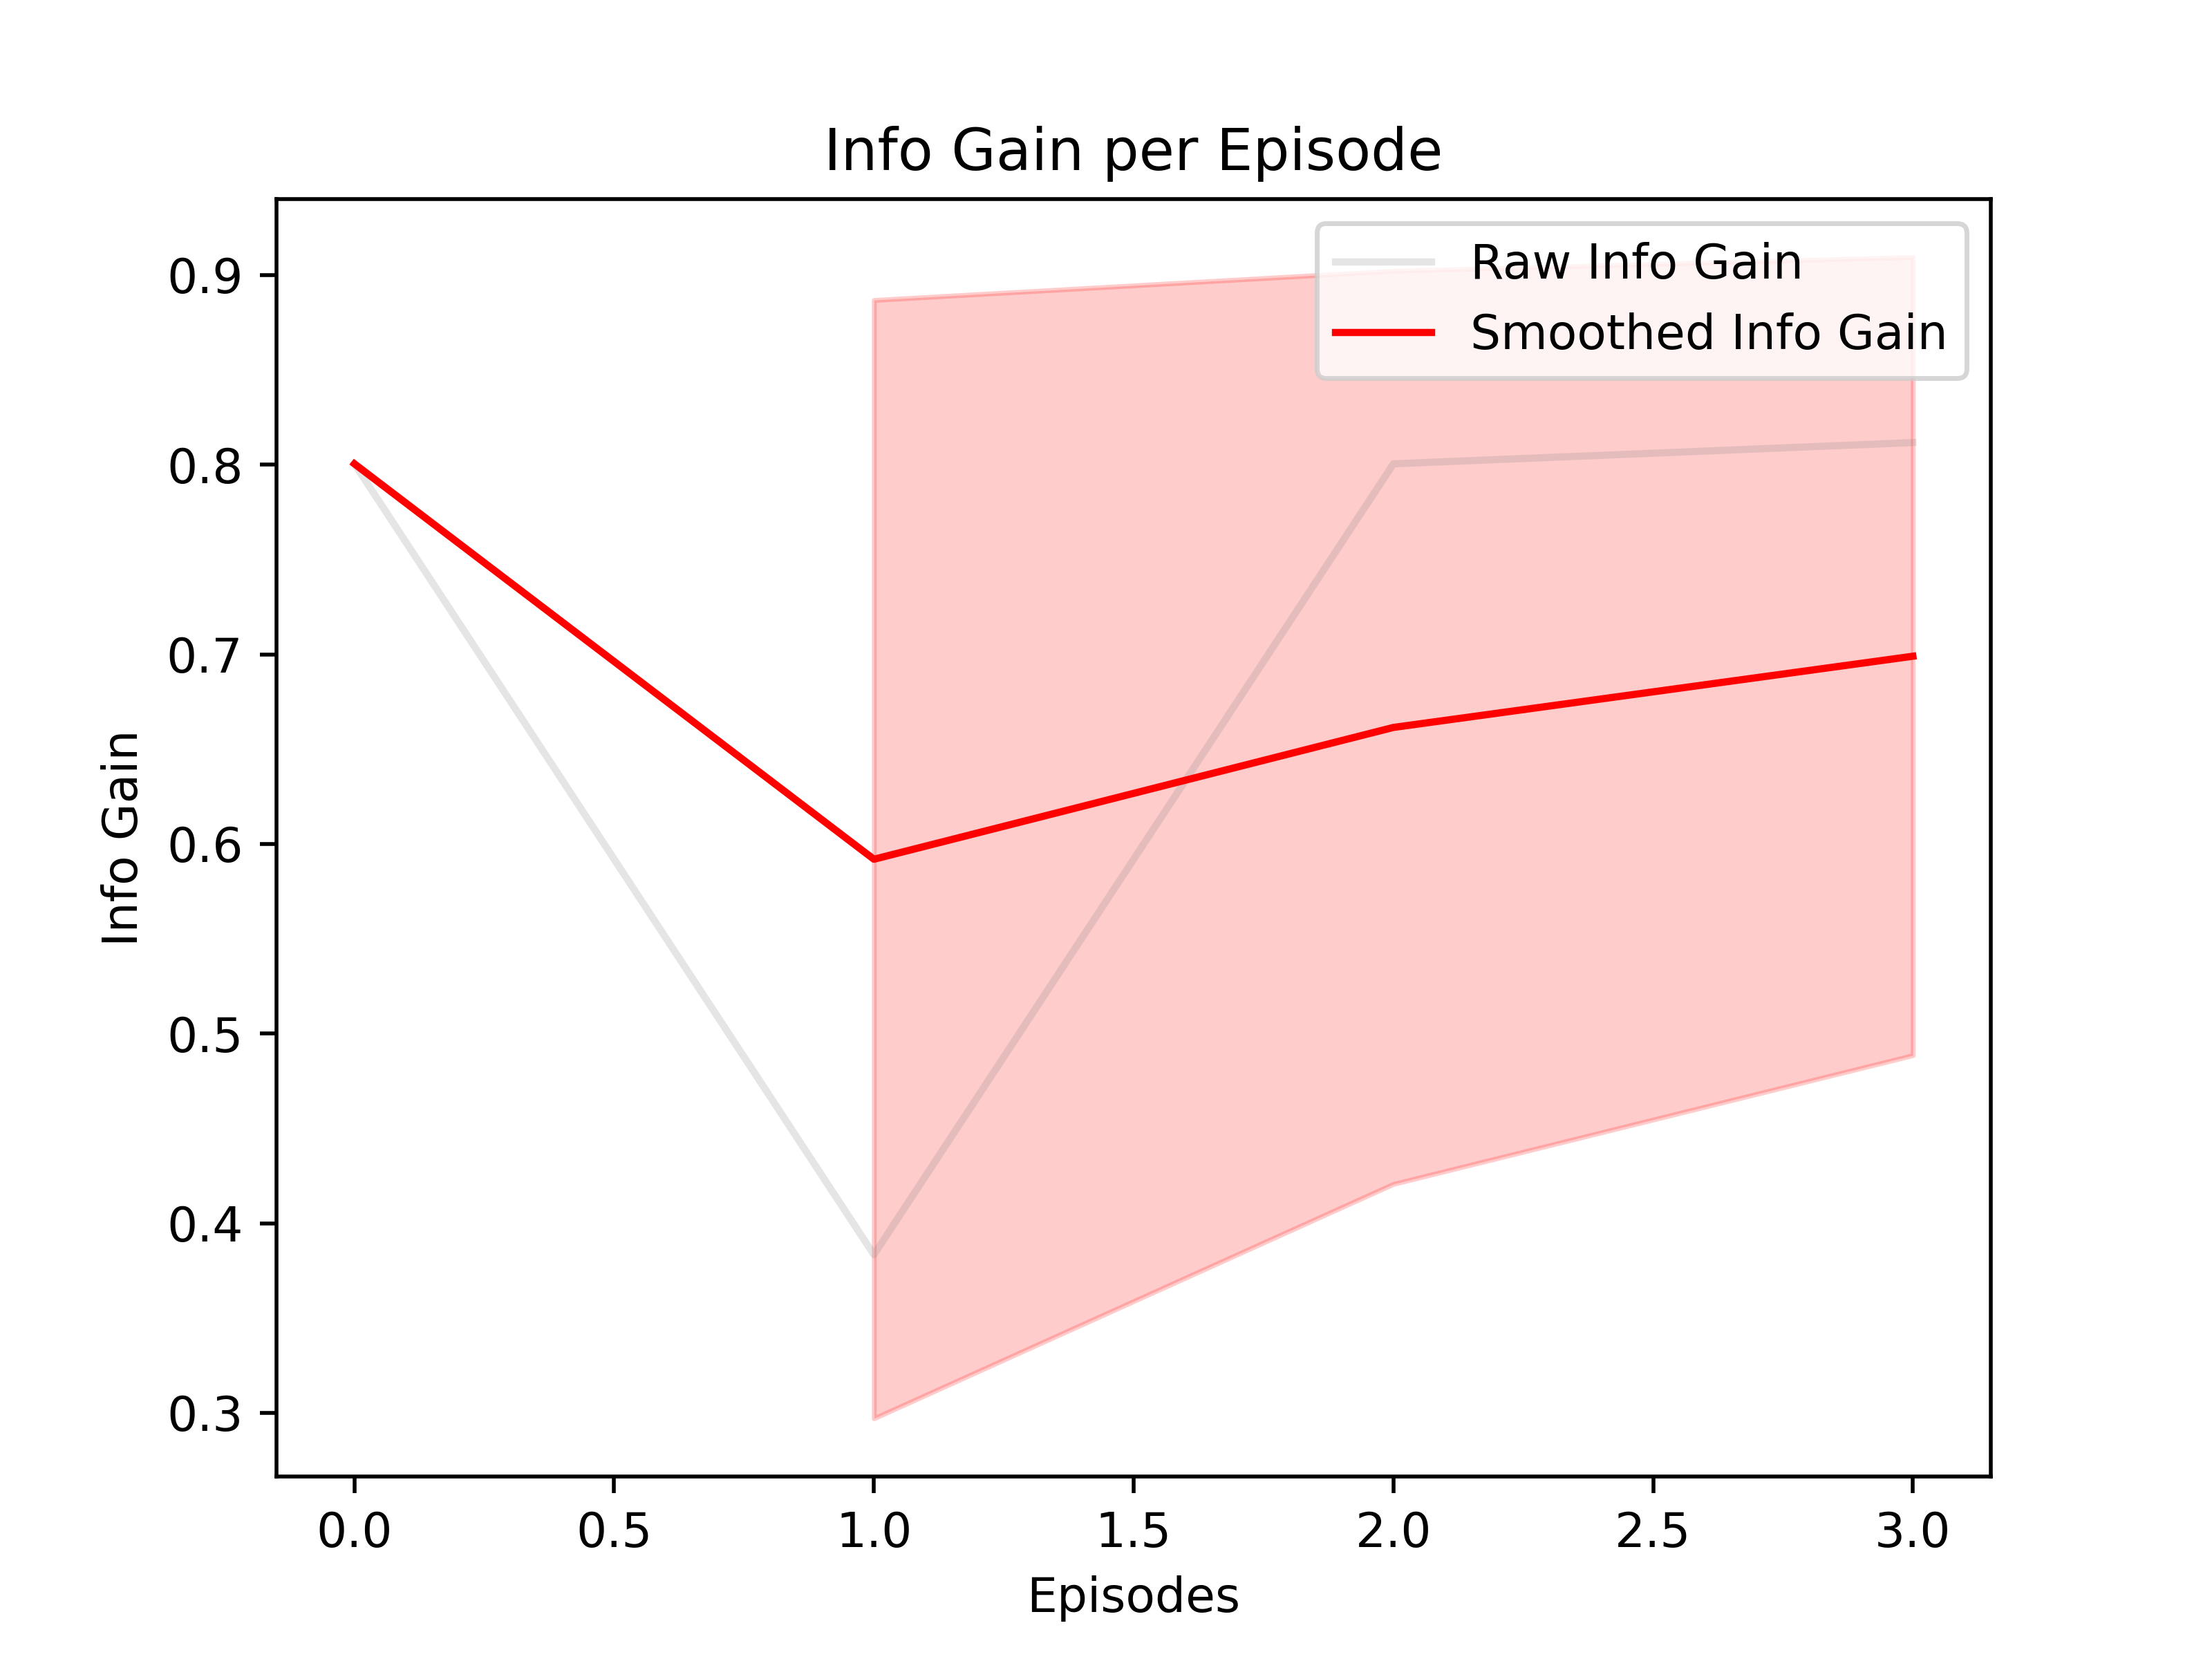 Info Gain per Episode
Raw Info Gain
Smoothed Info Gain
Info Gain
0.9
0.8
0.7
0.6
0.5
0.4
0.3
0.0 0.5 1.0 1.5 2.0 2.5 3.0
Episodes